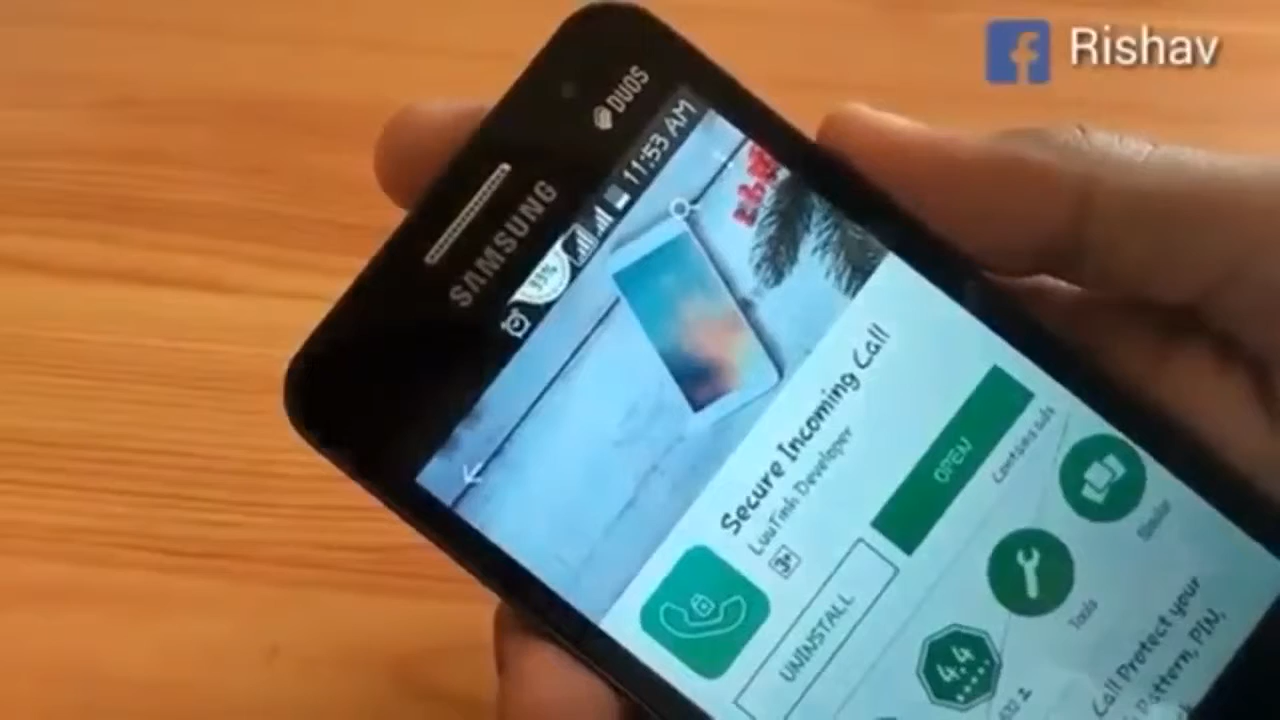 Rishav
DUOS
SAMSUNG
11:53 AM
Secure Incoming Call
LuuTinh Developer
3+
UNINSTALL
OPEN
Contains ads
4.4
Tools
Similar
Call Protect your
Pattern, PIN,